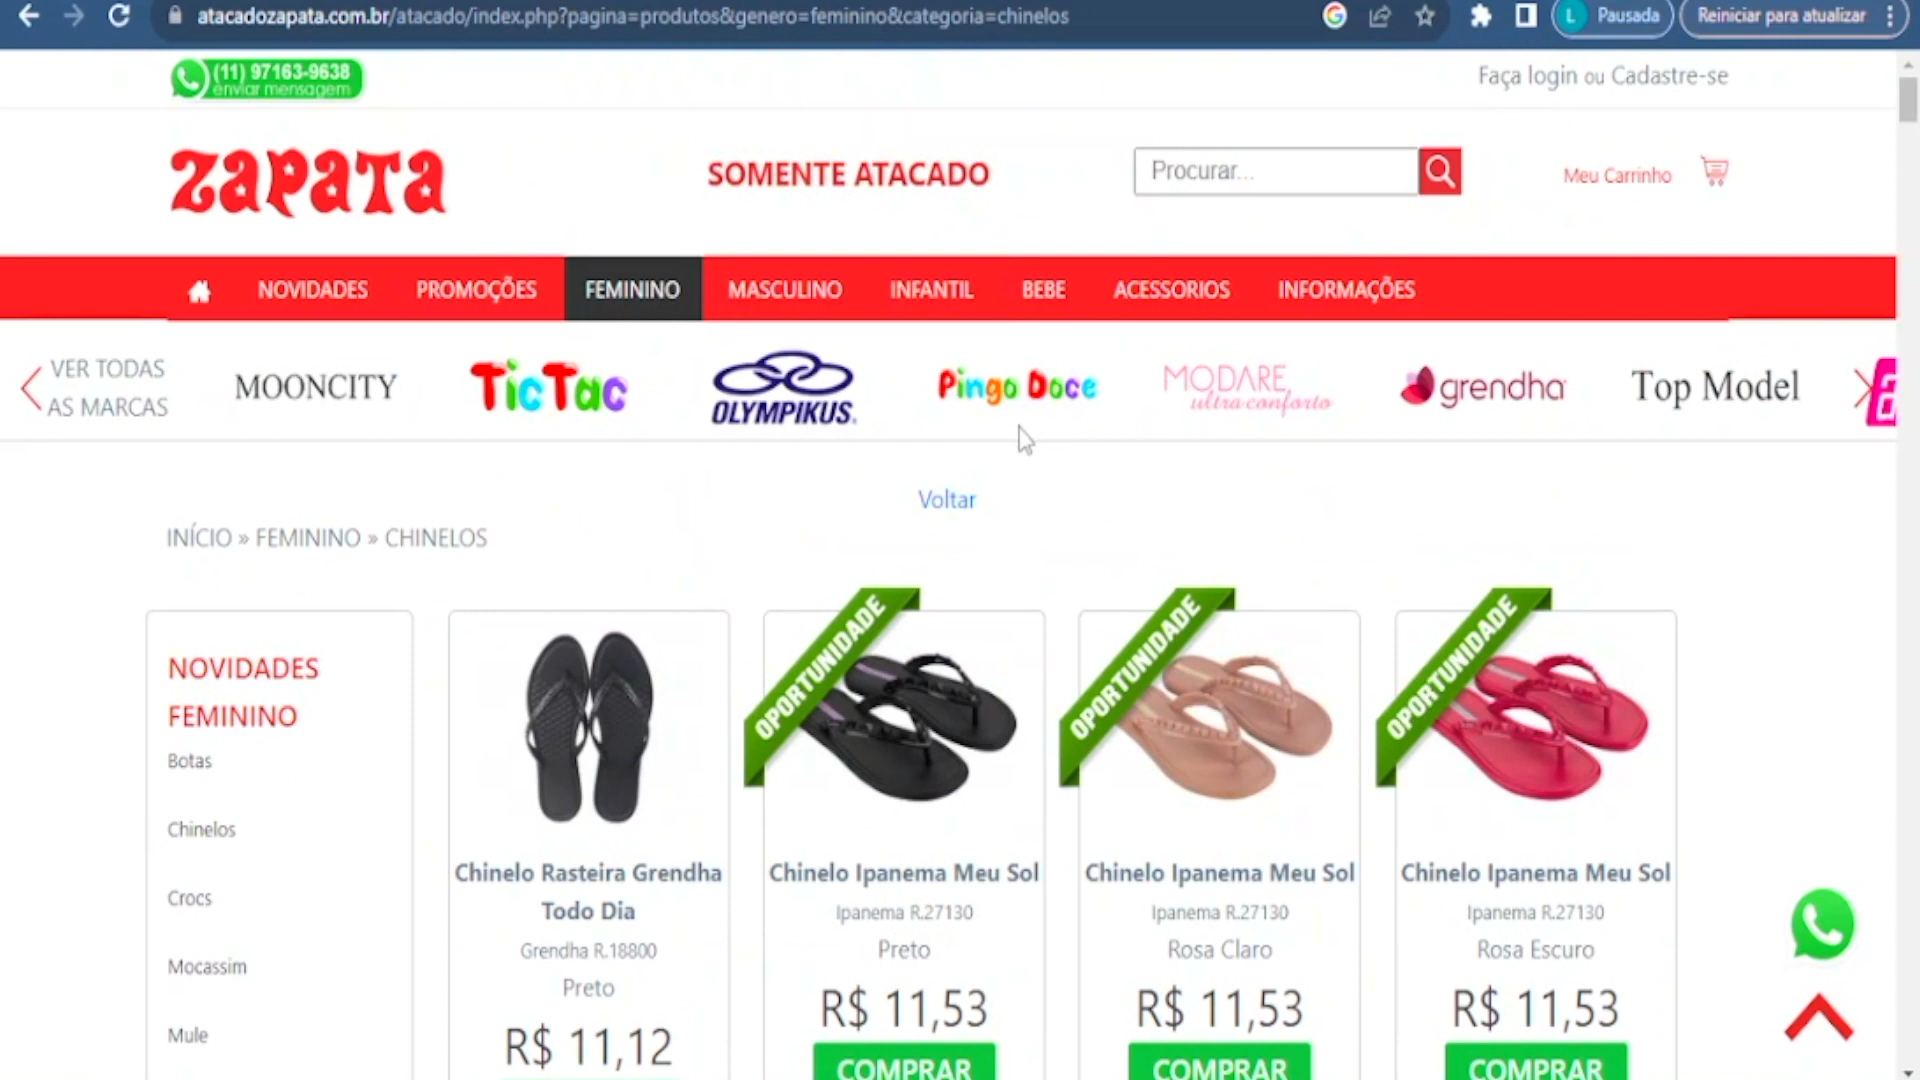 atacadozapata.com.br/atacado/index.php?pagina=produtos&genero=feminino&categoria=chinelos
L Pausada
Reiniciar para atualizar
(11) 97163-9638
enviar mensagem
Faça login ou Cadastre-se
ZAPATA
SOMENTE ATACADO
Procurar...
Meu Carrinho
NOVIDADES PROMOÇÕES FEMININO MASCULINO INFANTIL BEBE ACESSORIOS INFORMAÇÕES
VER TODAS
AS MARCAS
MOONCITY
TicTac
OLYMPIKUS
Pingo Doce
MODARE
ultraconforto
grendha
Top Model
Voltar
INÍCIO » FEMININO » CHINELOS
NOVIDADES
FEMININO
Botas
Chinelos
Crocs
Mocassim
Mule
Chinelo Rasteira Grendha
Todo Dia
Grendha R.18800
Preto
R$ 11,12
OPORTUNIDADE
Chinelo Ipanema Meu Sol
Ipanema R.27130
Preto
R$ 11,53
COMPRAR
OPORTUNIDADE
Chinelo Ipanema Meu Sol
Ipanema R.27130
Rosa Claro
R$ 11,53
COMPRAR
OPORTUNIDADE
Chinelo Ipanema Meu Sol
Ipanema R.27130
Rosa Escuro
R$ 11,53
COMPRAR